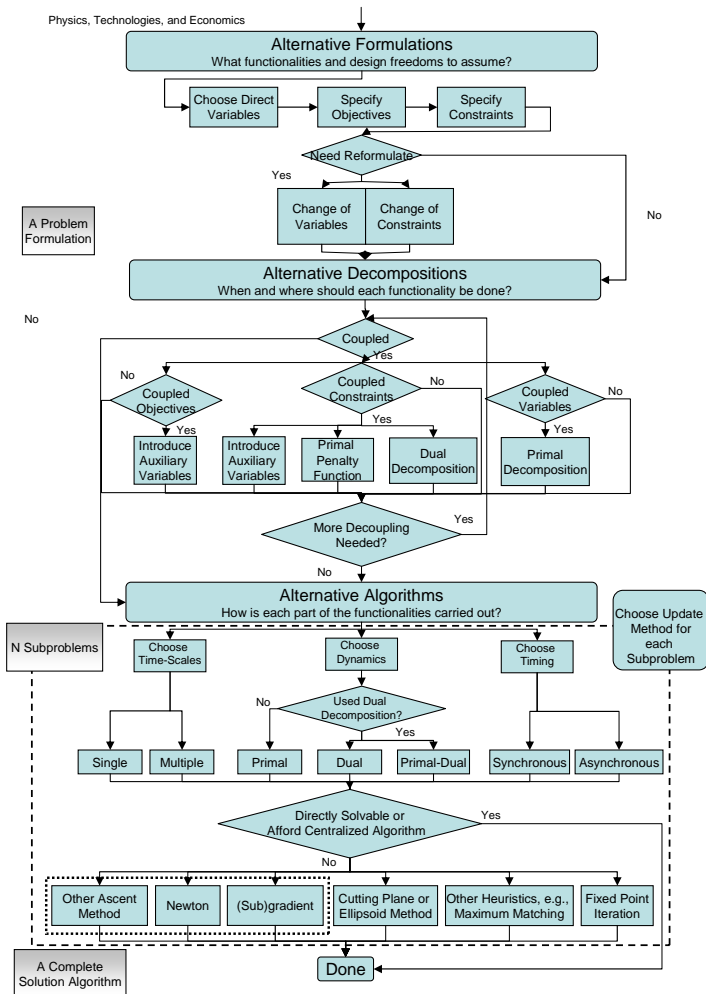 Physics, Technologies, and Economics
Alternative Formulations
What functionalities and design freedoms to assume?
Choose Direct
Variables
Specify
Objectives
Specify
Constraints
Need Reformulate
Yes
No
Change of
Variables
Change of
Constraints
A Problem
Formulation
Alternative Decompositions
When and where should each functionality be done?
No
Coupled
Yes
No
Coupled
Objectives
Coupled
Constraints
No
Coupled
Variables
No
Yes
Yes
Yes
Introduce
Auxiliary
Variables
Introduce
Auxiliary
Variables
Primal
Penalty
Function
Dual
Decomposition
Primal
Decomposition
More Decoupling
Needed?
Yes
No
Alternative Algorithms
How is each part of the functionalities carried out?
Choose Update
Method for
each
Subproblem
N Subproblems
Choose
Time-Scales
Choose
Dynamics
Choose
Timing
Used Dual
Decomposition?
No
Yes
Single
Multiple
Primal
Dual
Primal-Dual
Synchronous
Asynchronous
Directly Solvable or
Afford Centralized Algorithm
Yes
No
Other Ascent
Method
Newton
(Sub)gradient
Cutting Plane or
Ellipsoid Method
Other Heuristics, e.g.,
Maximum Matching
Fixed Point
Iteration
A Complete
Solution Algorithm
Done